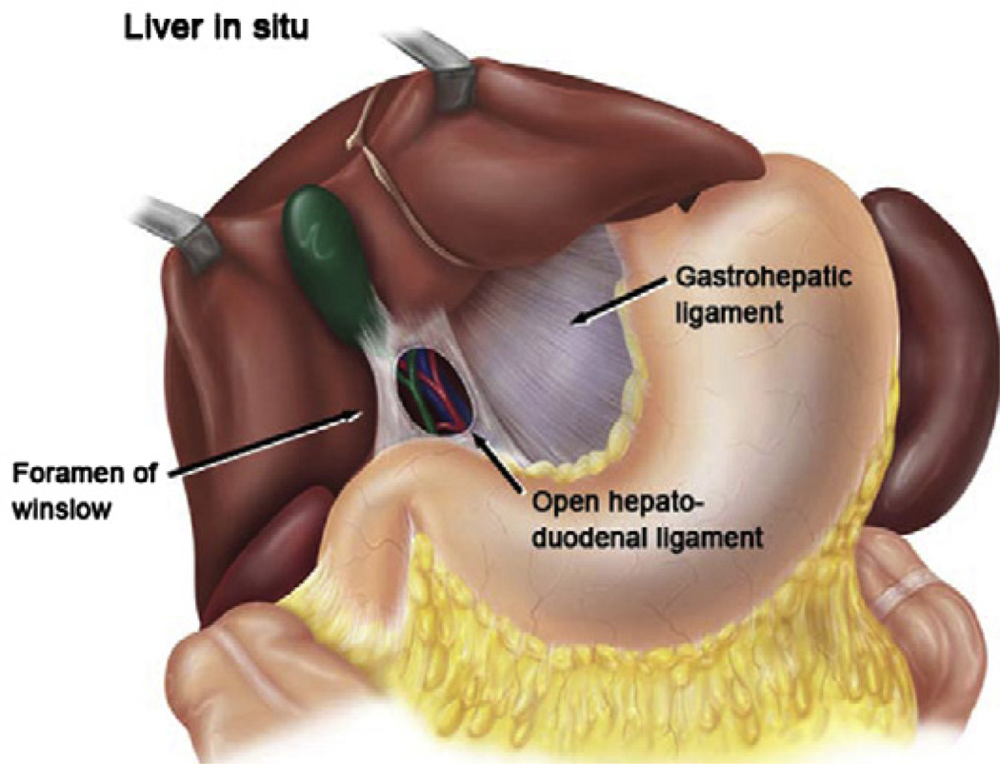 Liver in situ
Gastrohepatic
ligament
Foramen of
winslow
Open hepato-
duodenal ligament